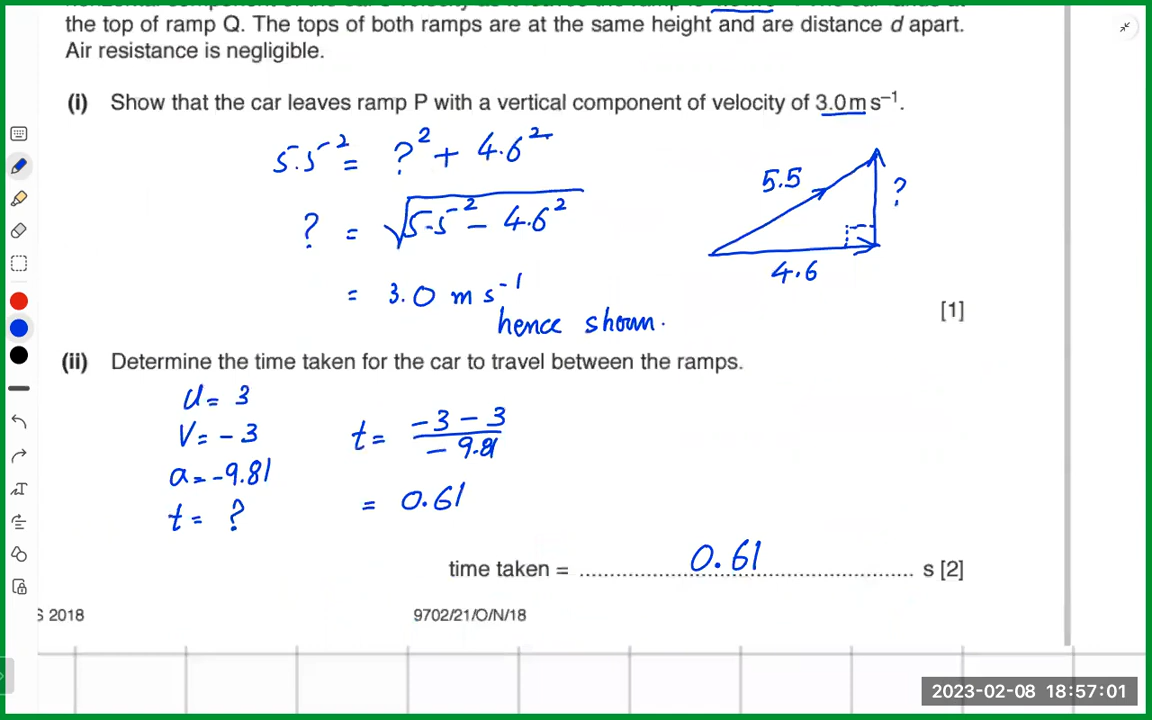 the top of ramp Q. The tops of both ramps are at the same height and are distance d apart.
Air resistance is negligible.
(i) Show that the car leaves ramp P with a vertical component of velocity of 3.0 m s⁻¹.
5.5² = ?² + 4.6²
? = √5.5² − 4.6²
= 3.0 m s⁻¹
hence shown.
5.5
?
4.6
[1]
(ii) Determine the time taken for the car to travel between the ramps.
u = 3
V = −3
a = −9.81
t = ?
t = −3 − 3 / −9.81
= 0.61
time taken = 0.61 s [2]
S 2018
9702/21/O/N/18
2023-02-08 18:57:01